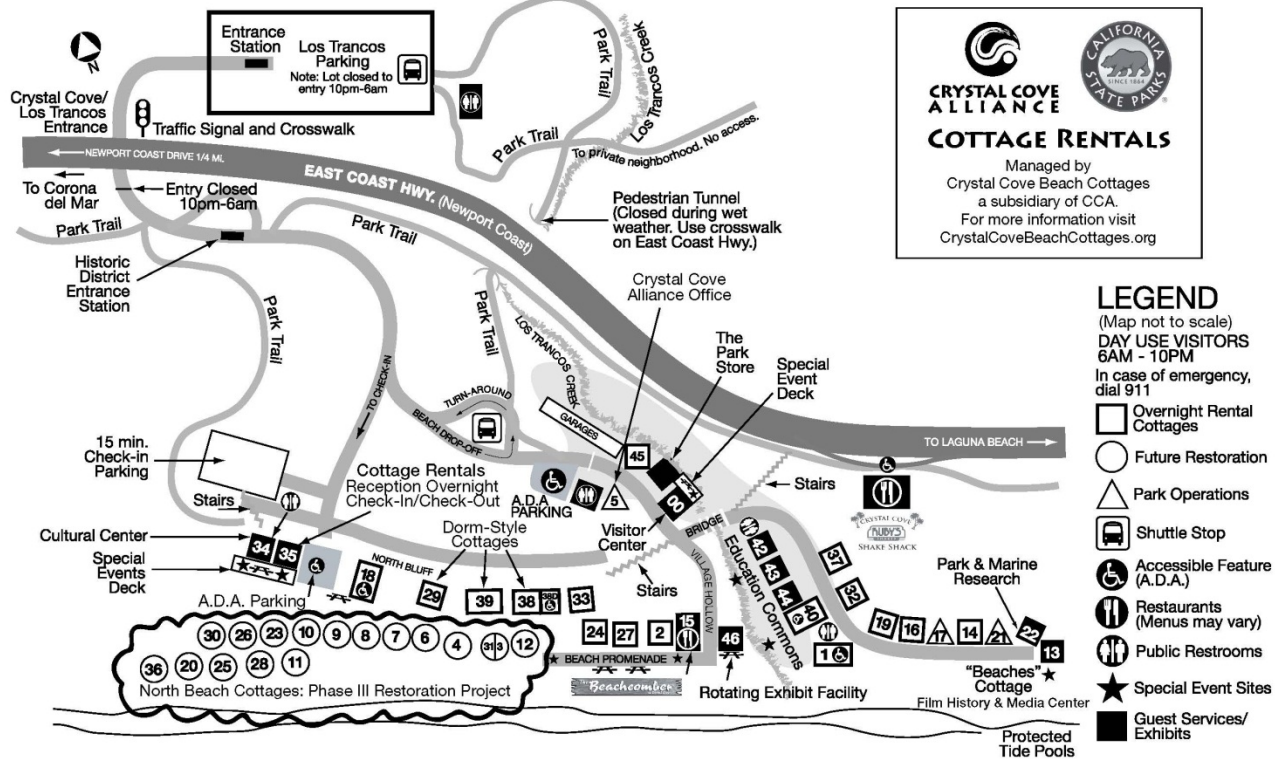 Entrance
Station
Los Trancos
Parking
Note: Lot closed to
entry 10pm-6am
Park Trail
Los Trancos Creek
N
Crystal Cove/
Los Trancos
Entrance
Traffic Signal and Crosswalk
Park Trail
To private neighborhood. No access.
← NEWPORT COAST DRIVE 1/4 MI.
EAST COAST HWY. (Newport Coast)
To Corona
del Mar
Entry Closed
10pm-6am
Park Trail
Park Trail
Pedestrian Tunnel
(Closed during wet
weather. Use crosswalk
on East Coast Hwy.)
Historic
District
Entrance
Station
Park Trail
Park Trail
LOS TRANCOS CREEK
Crystal Cove
Alliance Office
The
Park
Store
Special
Event
Deck
TO CHECK-IN
TURN-AROUND
BEACH DROP-OFF
GARAGES
TO LAGUNA BEACH →
15 min.
Check-in
Parking
Stairs
Cottage Rentals
Reception Overnight
Check-In/Check-Out
A.D.A
PARKING
5
45
00
Visitor
Center
BRIDGE
Stairs
CRYSTAL COVE
RUBY'S
SHAKE SHACK
Cultural Center
Special
Events
Deck
34
35
A.D.A. Parking
Dorm-Style
Cottages
NORTH BLUFF
18
29
39
38
38D
33
Stairs
VILLAGE HOLLOW
Education Commons
42
43
44
40
37
32
Park & Marine
Research
19
16
17
14
21
22
13
1
30
26
23
10
9
8
7
6
4
31
3
12
36
20
25
28
11
North Beach Cottages: Phase III Restoration Project
24
27
2
15
46
BEACH PROMENADE
The
Beachcomber
Rotating Exhibit Facility
"Beaches"
Cottage
Film History & Media Center
Protected
Tide Pools
CRYSTAL COVE
ALLIANCE
CALIFORNIA
SINCE 1864
STATE PARKS
®
COTTAGE RENTALS
Managed by
Crystal Cove Beach Cottages
a subsidiary of CCA.
For more information visit
CrystalCoveBeachCottages.org
LEGEND
(Map not to scale)
DAY USE VISITORS
6AM - 10PM
In case of emergency,
dial 911
Overnight Rental
Cottages
Future Restoration
Park Operations
Shuttle Stop
Accessible Feature
(A.D.A.)
Restaurants
(Menus may vary)
Public Restrooms
Special Event Sites
Guest Services/
Exhibits